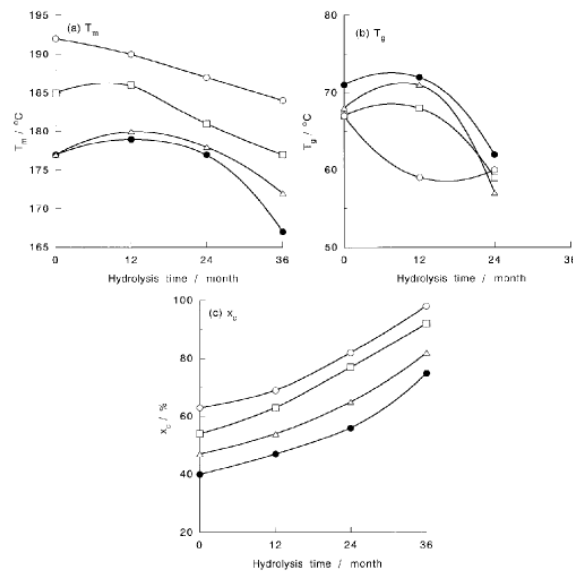 (a) Tm
195
190
185
180
175
170
165
Tm / °C
0 12 24 36
Hydrolysis time / month
(b) Tg
80
70
60
50
Tg / °C
0 12 24 36
Hydrolysis time / month
(c) xc
100
80
60
40
20
xc / %
0 12 24 36
Hydrolysis time / month